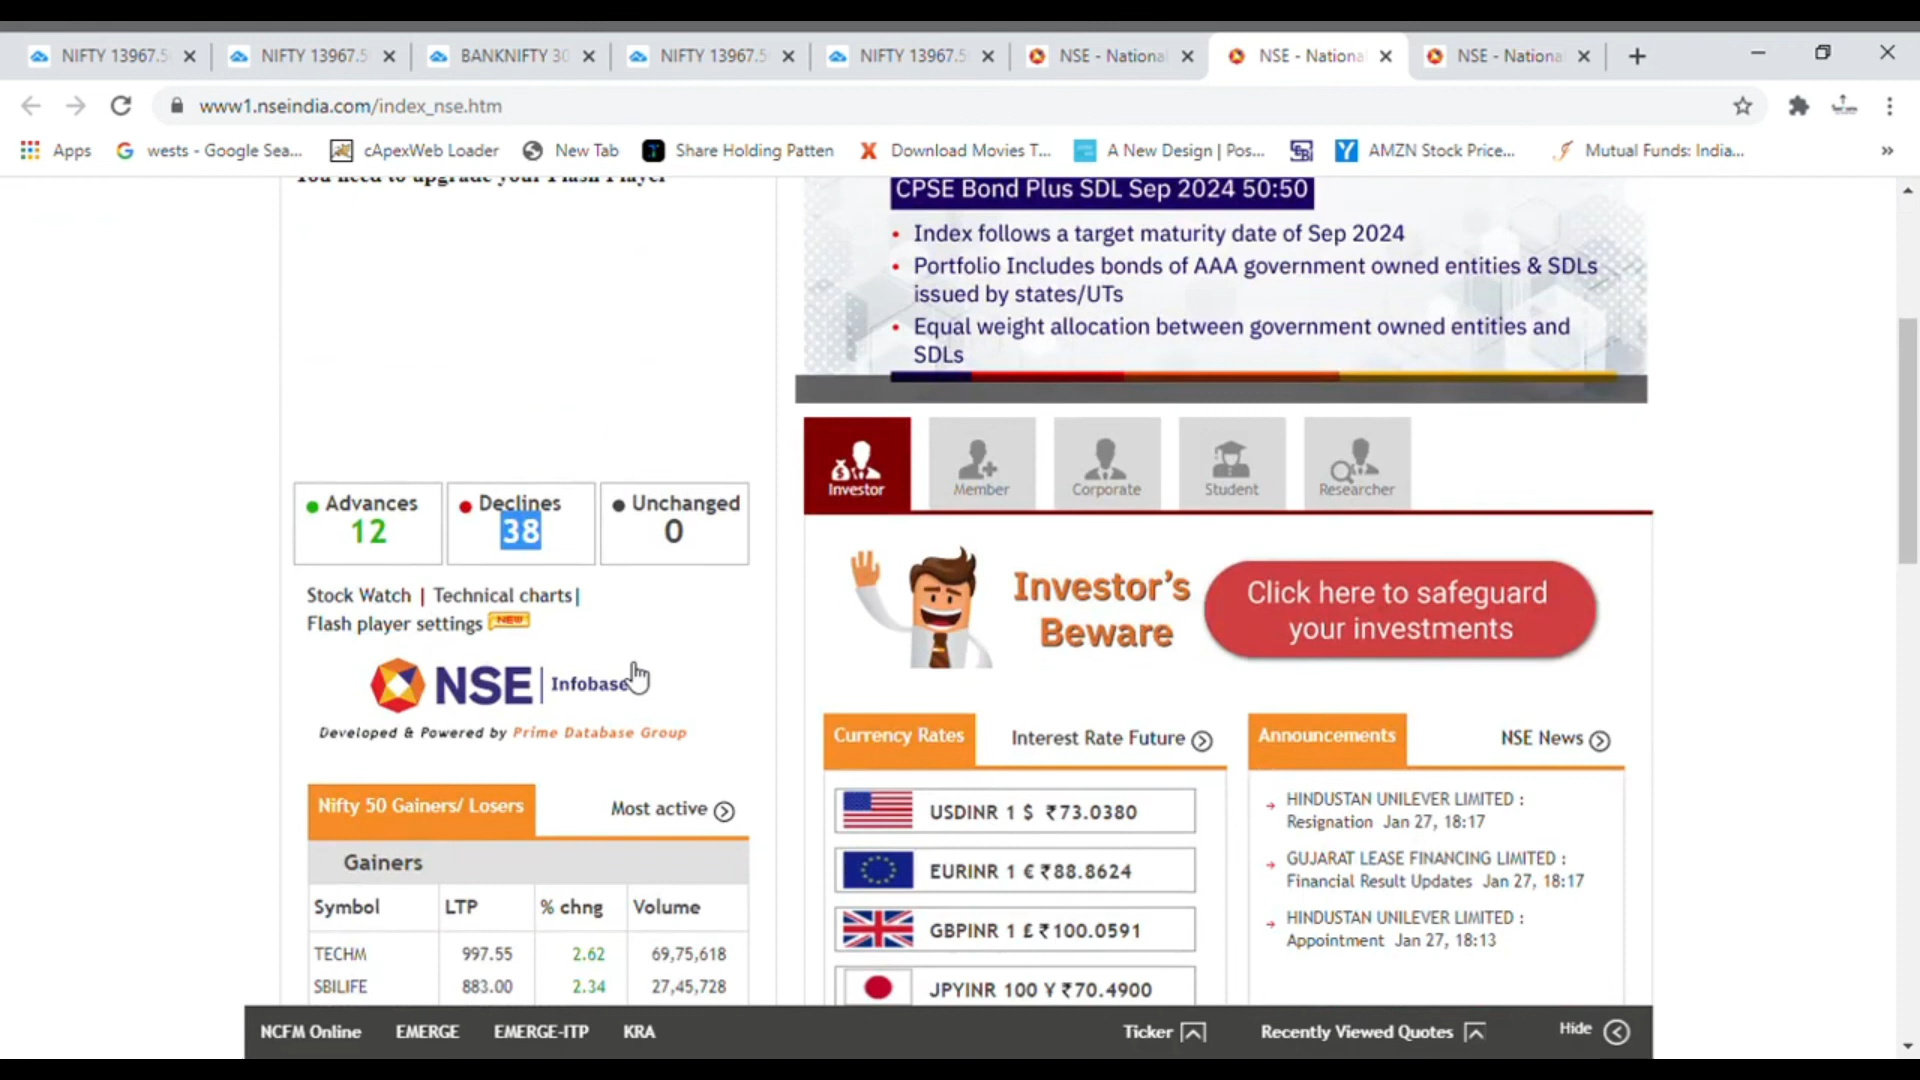 NIFTY 13967.5
NIFTY 13967.5
BANKNIFTY 30
NIFTY 13967.5
NIFTY 13967.5
NSE - National
NSE - National
NSE - National
www1.nseindia.com/index_nse.htm
Apps
wests - Google Sea...
cApexWeb Loader
New Tab
Share Holding Patten
Download Movies T...
A New Design | Pos...
AMZN Stock Price...
Mutual Funds: India...
You need to upgrade your Flash Player
CPSE Bond Plus SDL Sep 2024 50:50
• Index follows a target maturity date of Sep 2024
• Portfolio Includes bonds of AAA government owned entities & SDLs
issued by states/UTs
• Equal weight allocation between government owned entities and
SDLs
Investor
Member
Corporate
Student
Researcher
Advances
12
Declines
38
Unchanged
0
Stock Watch | Technical charts|
Flash player settings NEW
NSE | Infobase
Developed & Powered by Prime Database Group
Investor's
Beware
Click here to safeguard
your investments
Nifty 50 Gainers/ Losers
Most active
Gainers
Symbol LTP % chng Volume
TECHM 997.55 2.62 69,75,618
SBILIFE 883.00 2.34 27,45,728
Currency Rates
Interest Rate Future
USDINR 1 $ ₹73.0380
EURINR 1 € ₹88.8624
GBPINR 1 £ ₹100.0591
JPYINR 100 ¥ ₹70.4900
Announcements
NSE News
HINDUSTAN UNILEVER LIMITED :
Resignation Jan 27, 18:17
GUJARAT LEASE FINANCING LIMITED :
Financial Result Updates Jan 27, 18:17
HINDUSTAN UNILEVER LIMITED :
Appointment Jan 27, 18:13
NCFM Online
EMERGE
EMERGE-ITP
KRA
Ticker
Recently Viewed Quotes
Hide